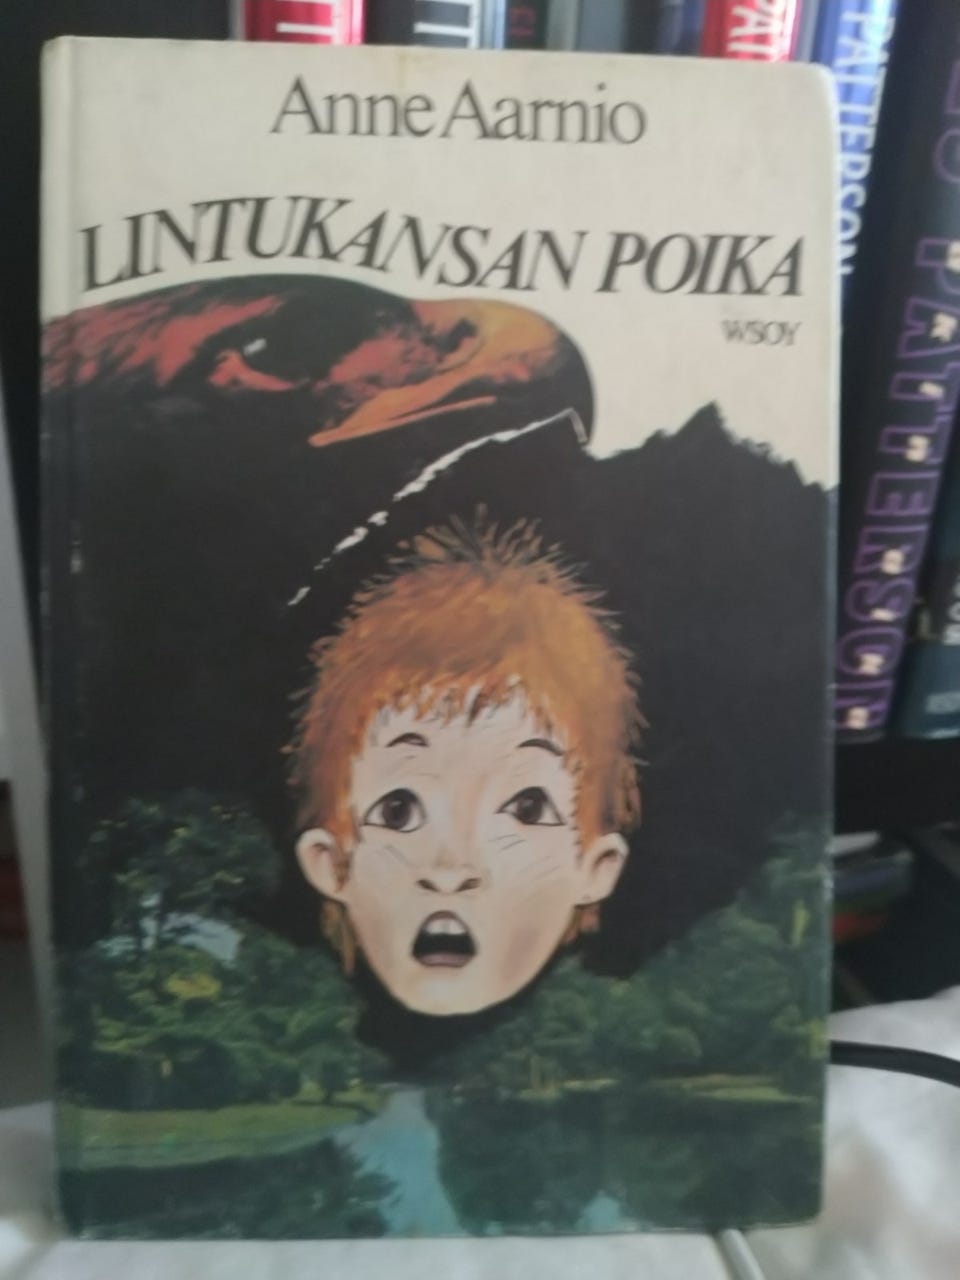 Anne Aarnio
LINTUKANSAN POIKA
WSOY
PATTERSON
PATTERSON